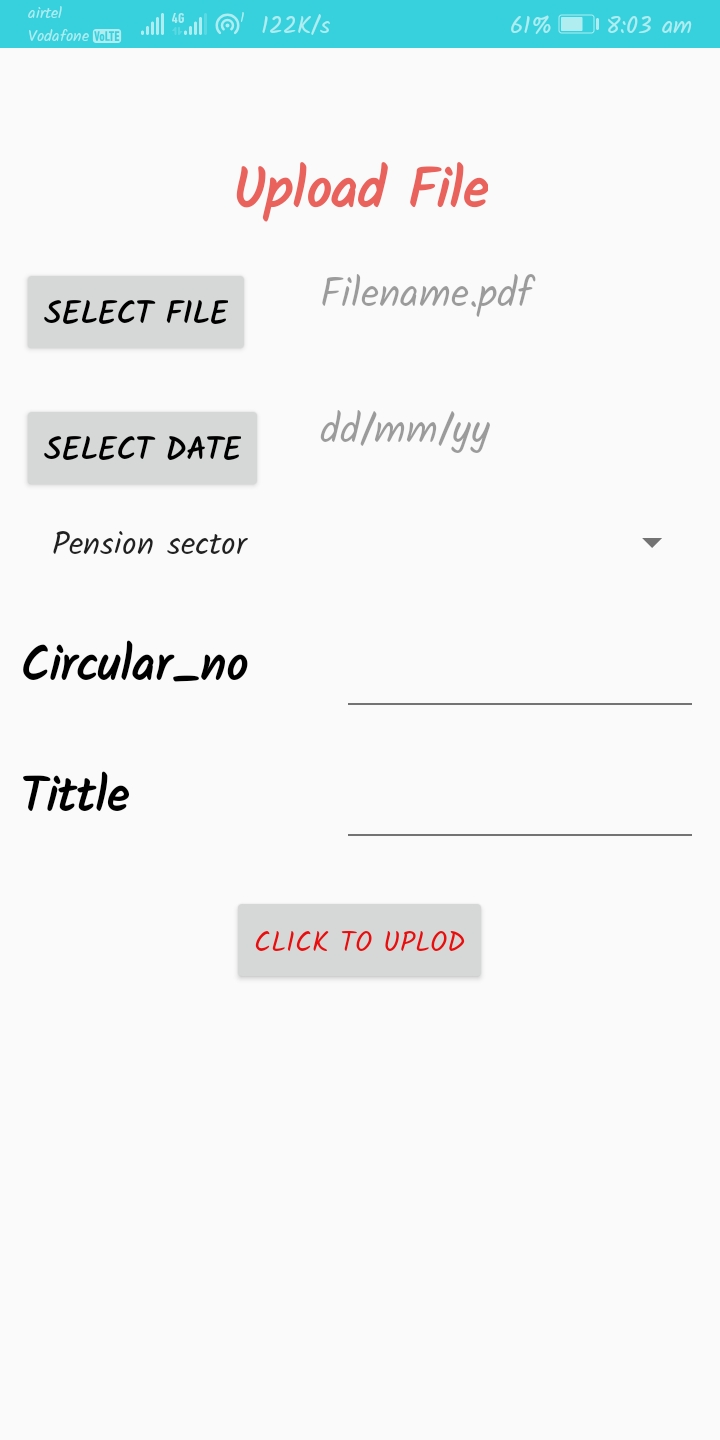 airtel
Vodafone VoLTE 4G 1 122K/s 61% 8:03 am
Upload File
SELECT FILE Filename.pdf
SELECT DATE dd/mm/yy
Pension sector
Circular_no
Tittle
CLICK TO UPLOD